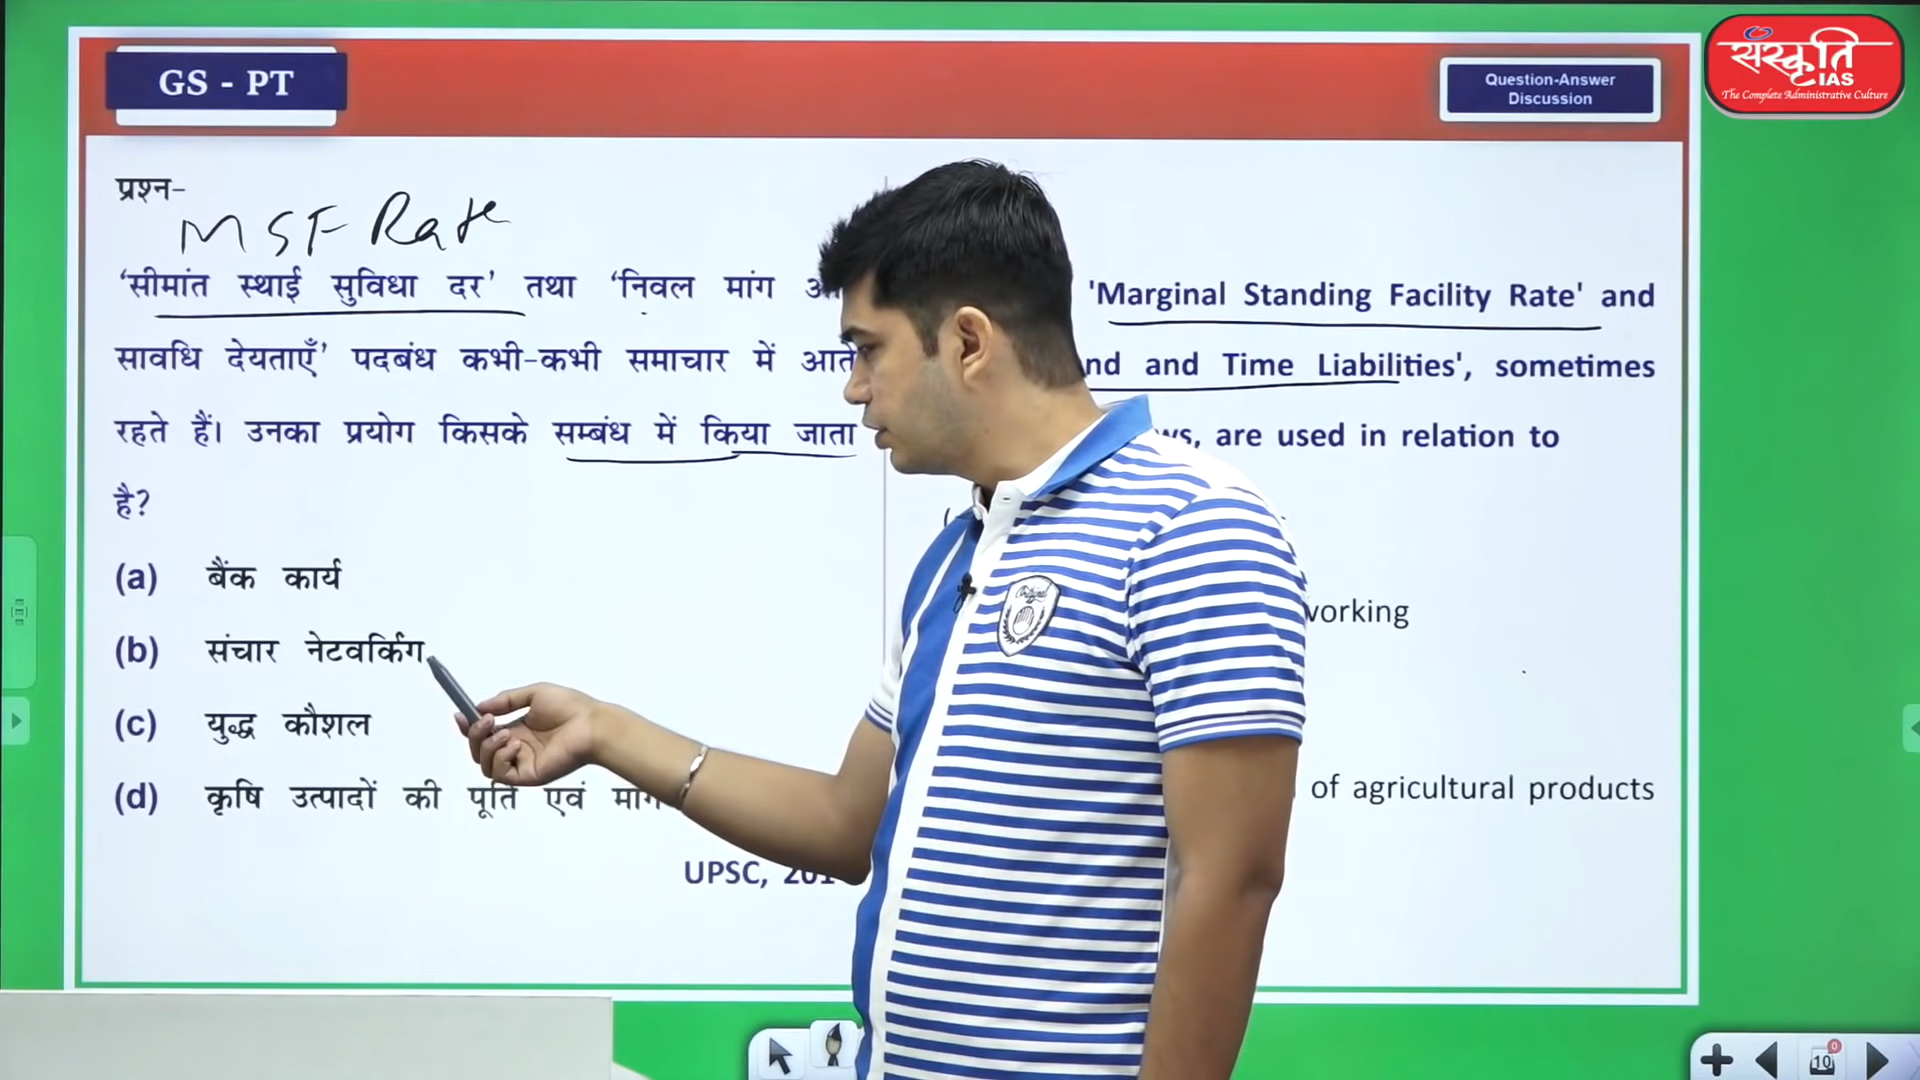 GS - PT
Question-Answer
Discussion
संस्कृति
IAS
The Complete Administrative Culture
प्रश्न-
MSF Rate
‘सीमांत स्थाई सुविधा दर’ तथा ‘निवल मांग
सावधि देयताएँ’ पदबंध कभी-कभी समाचार में आते
रहते हैं। उनका प्रयोग किसके सम्बंध में किया जाता
है?
(a) बैंक कार्य
(b) संचार नेटवर्किंग
(c) युद्ध कौशल
(d) कृषि उत्पादों की पूर्ति एवं
UPSC,
'Marginal Standing Facility Rate' and
and Time Liabilities', sometimes
are used in relation to
of agricultural products
10
0